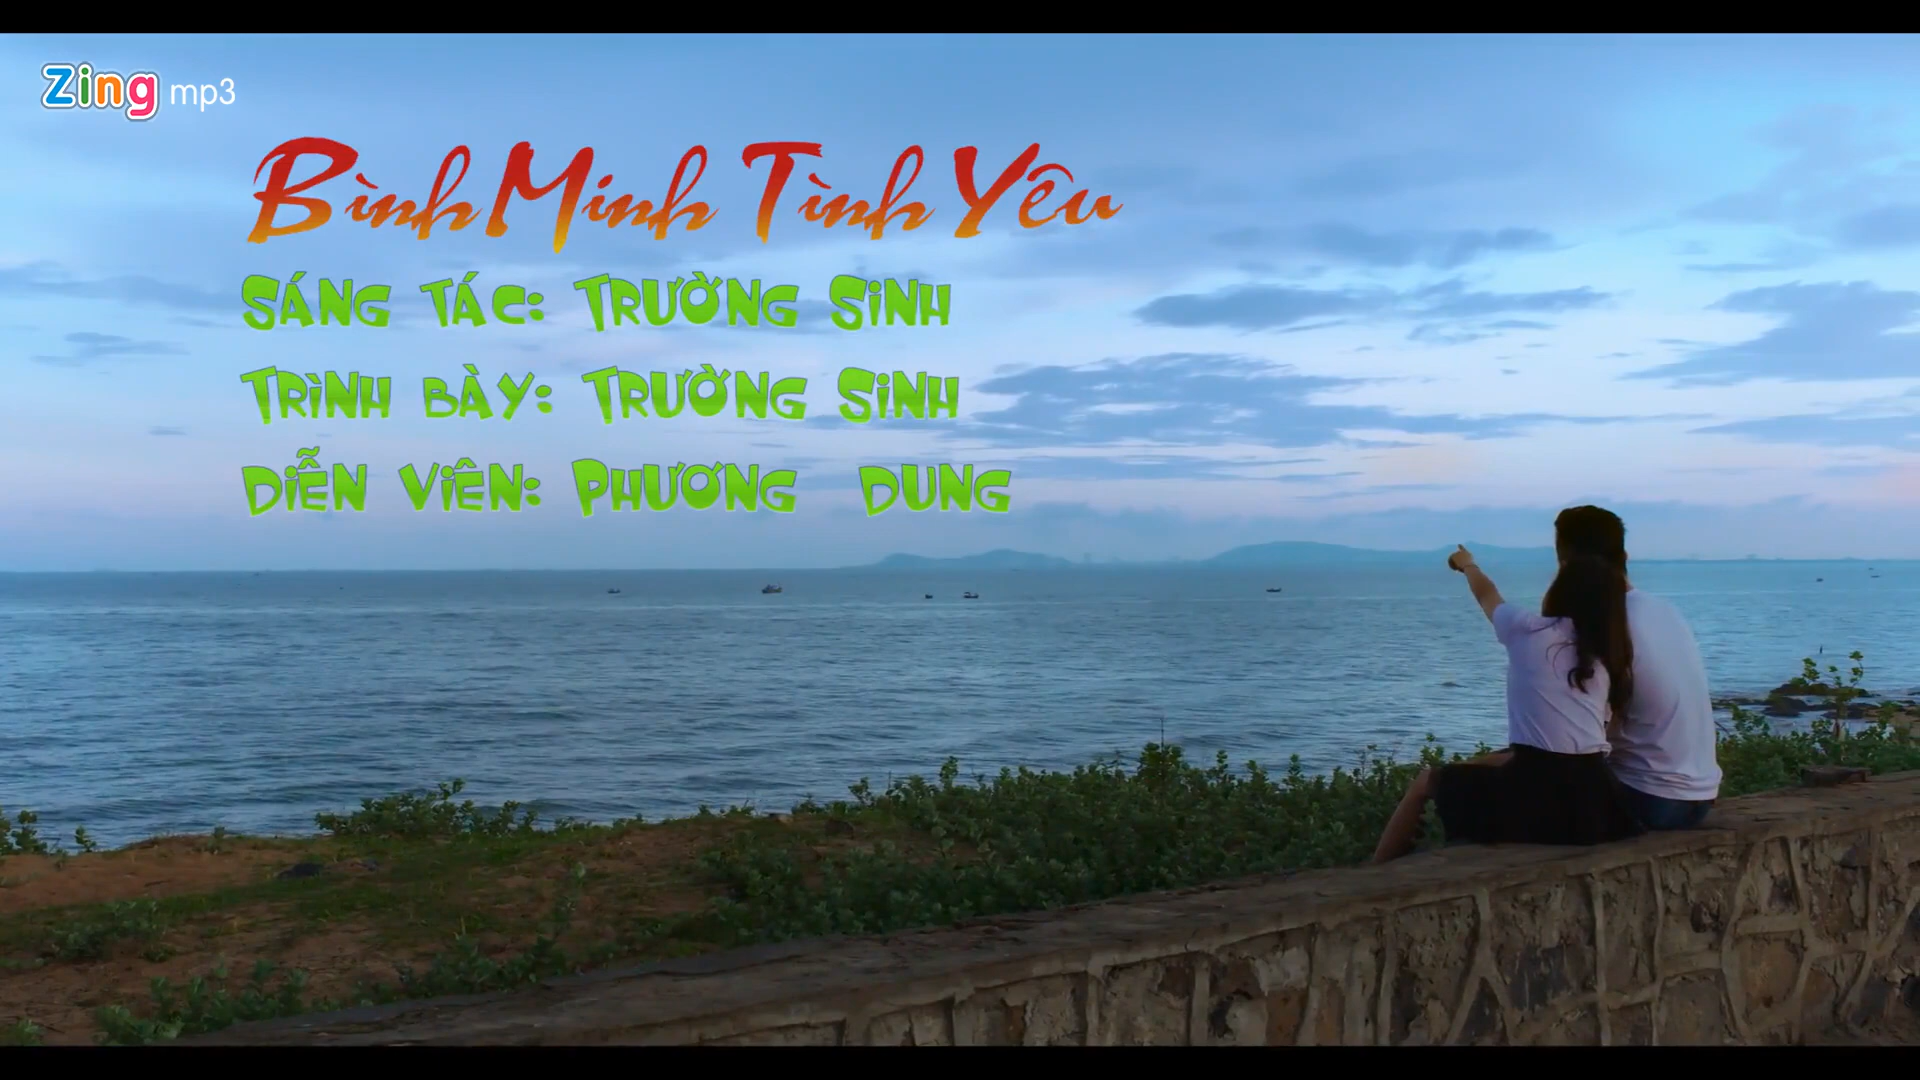 Zing mp3
Bình Minh Tình Yêu
SÁNG TÁC: TRƯỜNG SiNH
TRÌNH BÀY: TRƯỜNG SiNH
DiỄN ViÊN: PHƯƠNG DUNG